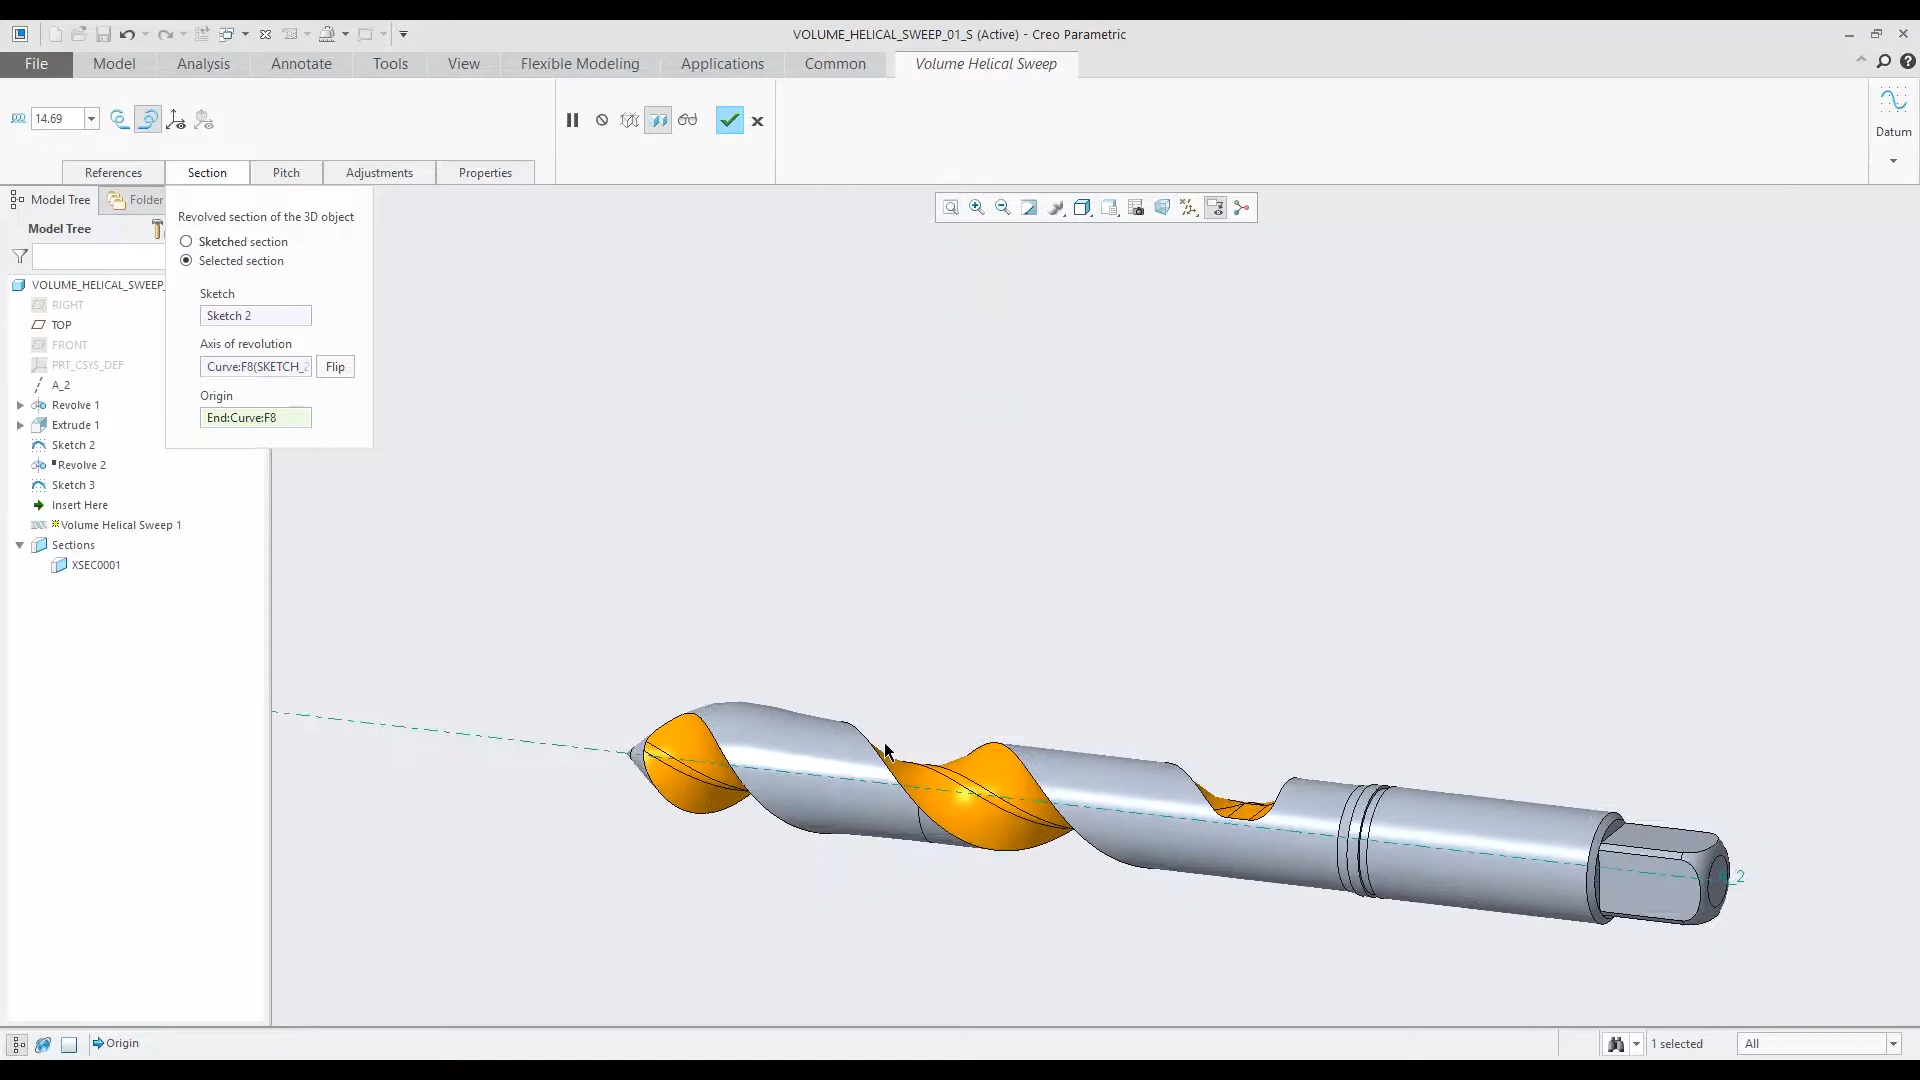 VOLUME_HELICAL_SWEEP_01_S (Active) - Creo Parametric
File Model Analysis Annotate Tools View Flexible Modeling Applications Common Volume Helical Sweep
14.69
Datum
References Section Pitch Adjustments Properties
Model Tree Folder
Model Tree
Revolved section of the 3D object
Sketched section
Selected section
Sketch
Sketch 2
Axis of revolution
Curve:F8(SKETCH_2 Flip
Origin
End:Curve:F8
VOLUME_HELICAL_SWEEP_
RIGHT
TOP
FRONT
PRT_CSYS_DEF
A_2
Revolve 1
Extrude 1
Sketch 2
Revolve 2
Sketch 3
Insert Here
Volume Helical Sweep 1
Sections
XSEC0001
Origin
1 selected All